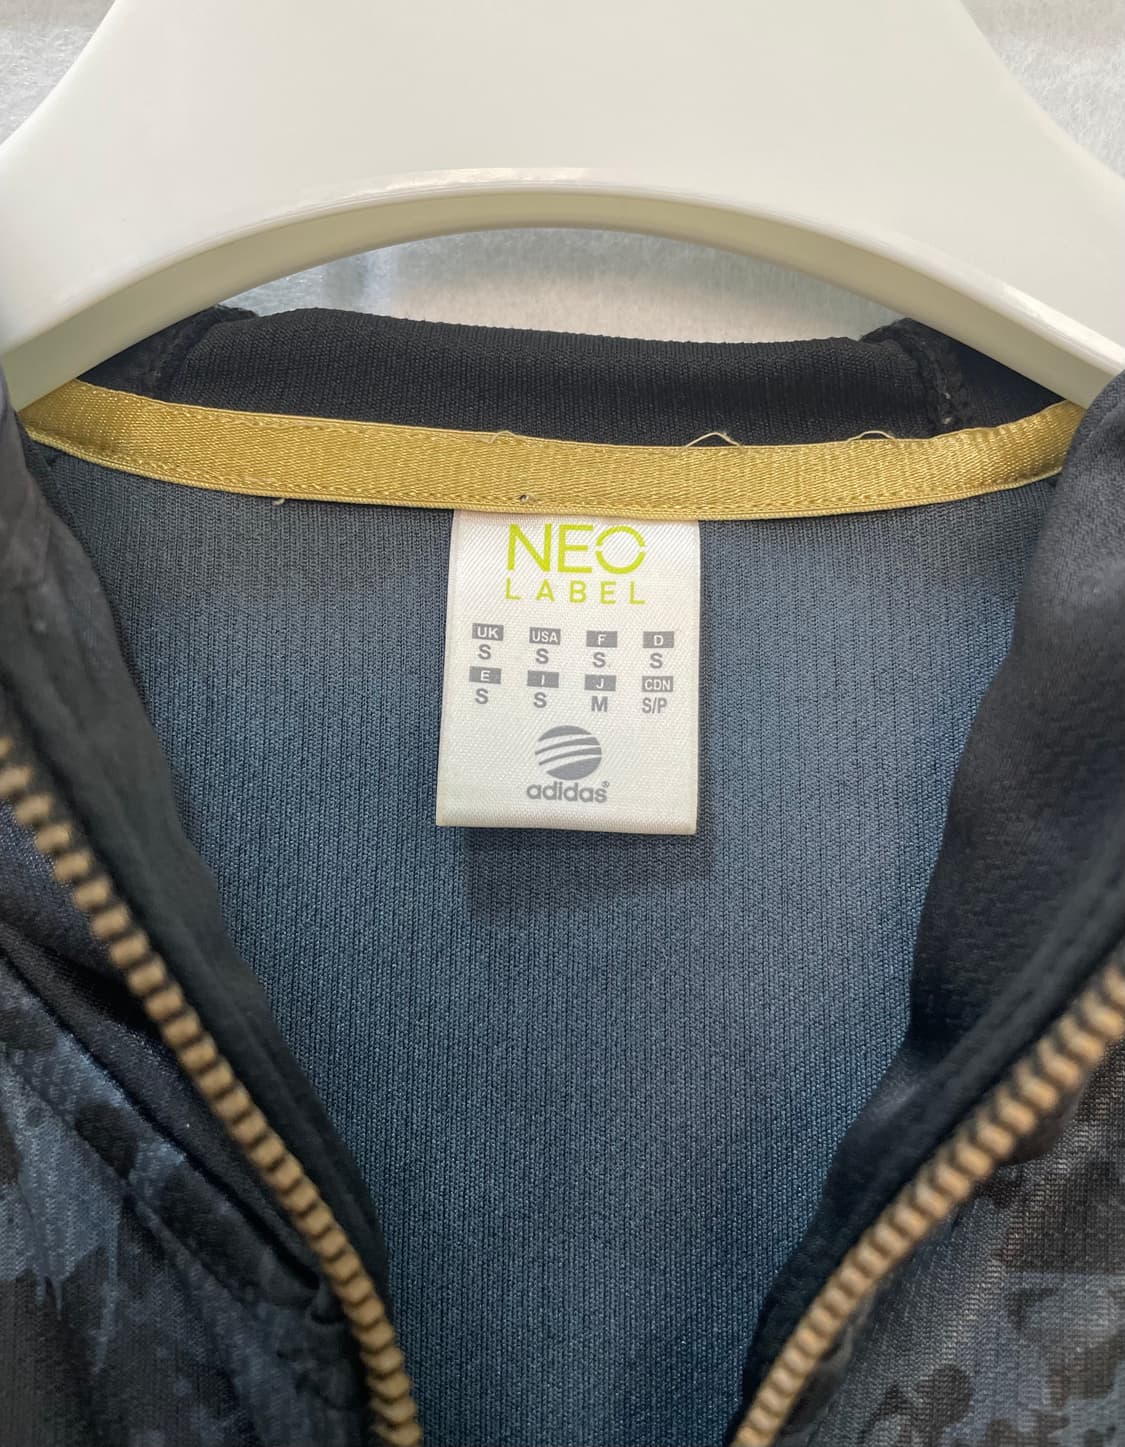 NEO
LABEL
UK USA F D
S S S S
E I J CDN
S S M S/P
adidas®